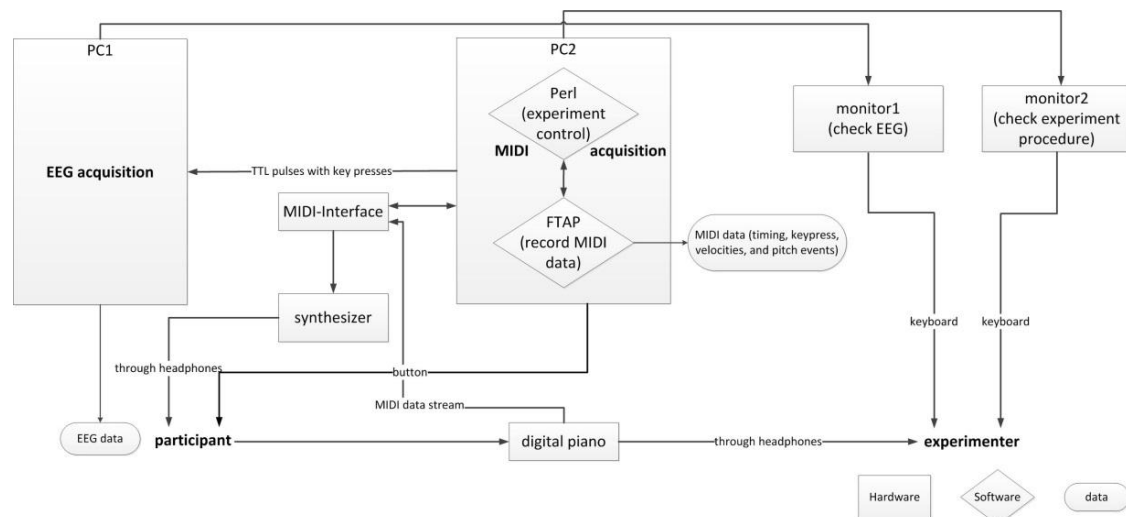 PC1
EEG acquisition
PC2
Perl
(experiment
control)
MIDI acquisition
FTAP
(record MIDI
data)
monitor1
(check EEG)
monitor2
(check experiment
procedure)
TTL pulses with key presses
MIDI-Interface
MIDI data (timing, keypress,
velocities, and pitch events)
synthesizer
keyboard
keyboard
through headphones
button
MIDI data stream
EEG data
participant
digital piano
through headphones
experimenter
Hardware
Software
data